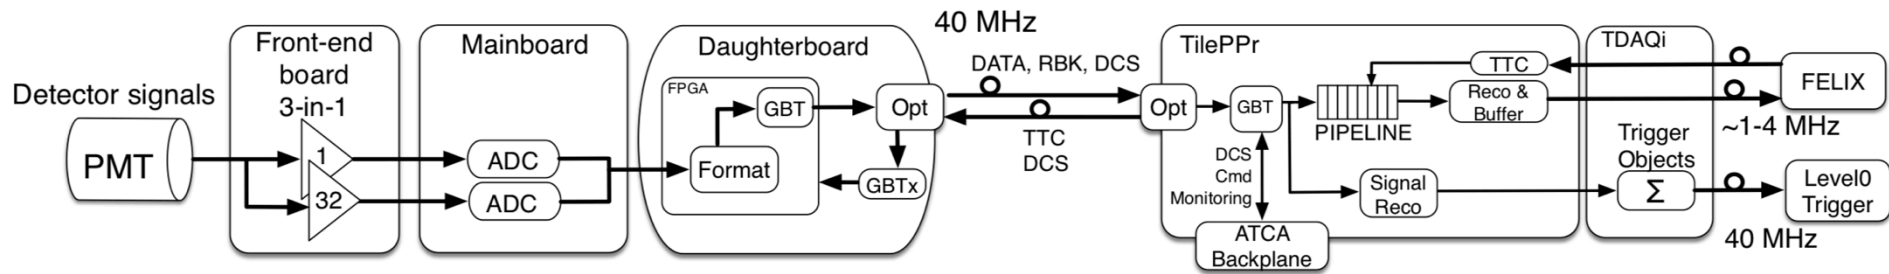 Detector signals
PMT
Front-end
board
3-in-1
1
32
Mainboard
ADC
ADC
Daughterboard
FPGA
GBT
Format
Opt
GBTx
40 MHz
DATA, RBK, DCS
TTC
DCS
TilePPr
Opt
GBT
DCS
Cmd
Monitoring
ATCA
Backplane
PIPELINE
TTC
Reco &
Buffer
Signal
Reco
TDAQi
Trigger
Objects
Σ
FELIX
~1-4 MHz
Level0
Trigger
40 MHz